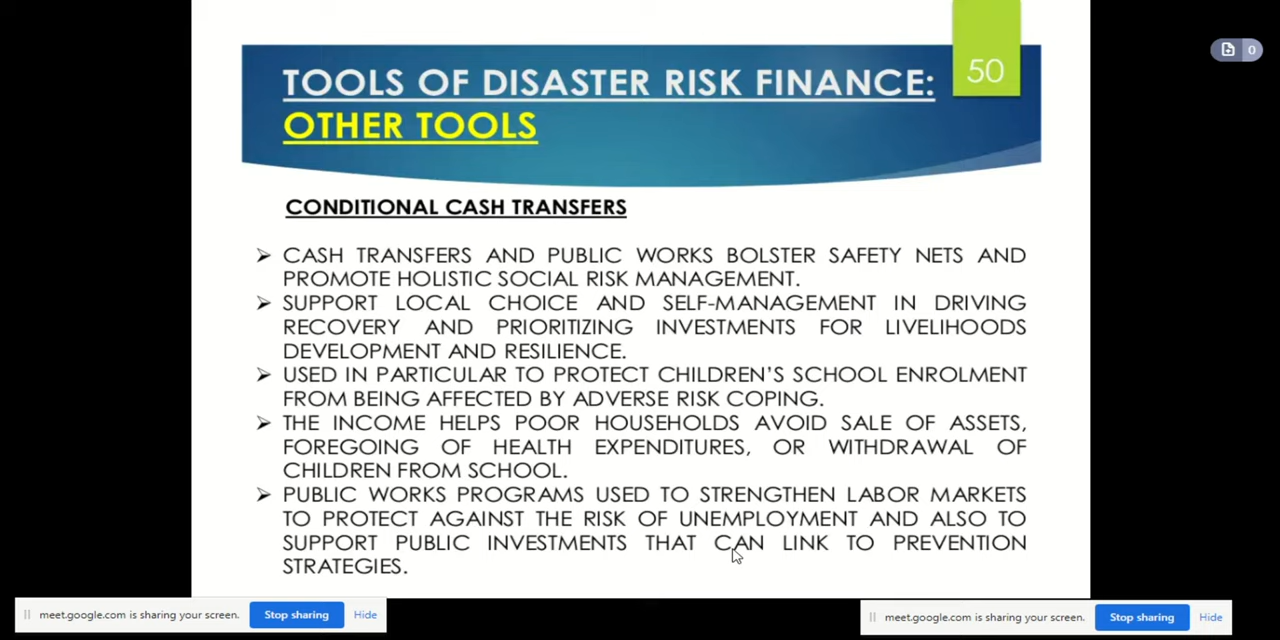 TOOLS OF DISASTER RISK FINANCE:
OTHER TOOLS
50
0
CONDITIONAL CASH TRANSFERS
➢ CASH TRANSFERS AND PUBLIC WORKS BOLSTER SAFETY NETS AND
PROMOTE HOLISTIC SOCIAL RISK MANAGEMENT.
➢ SUPPORT LOCAL CHOICE AND SELF-MANAGEMENT IN DRIVING
RECOVERY AND PRIORITIZING INVESTMENTS FOR LIVELIHOODS
DEVELOPMENT AND RESILIENCE.
➢ USED IN PARTICULAR TO PROTECT CHILDREN'S SCHOOL ENROLMENT
FROM BEING AFFECTED BY ADVERSE RISK COPING.
➢ THE INCOME HELPS POOR HOUSEHOLDS AVOID SALE OF ASSETS,
FOREGOING OF HEALTH EXPENDITURES, OR WITHDRAWAL OF
CHILDREN FROM SCHOOL.
➢ PUBLIC WORKS PROGRAMS USED TO STRENGTHEN LABOR MARKETS
TO PROTECT AGAINST THE RISK OF UNEMPLOYMENT AND ALSO TO
SUPPORT PUBLIC INVESTMENTS THAT CAN LINK TO PREVENTION
STRATEGIES.
meet.google.com is sharing your screen. Stop sharing Hide
meet.google.com is sharing your screen. Stop sharing Hide